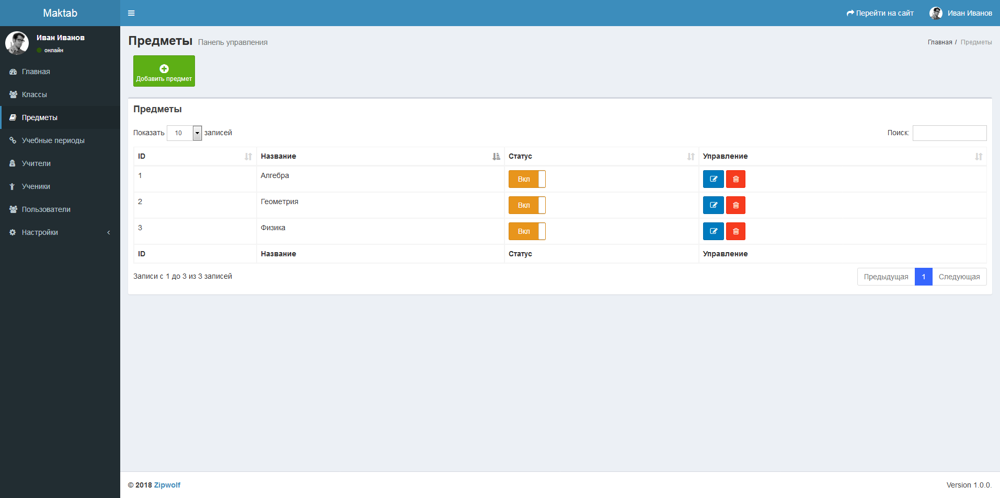 Maktab
Перейти на сайт
Иван Иванов
Иван Иванов
онлайн
Главная
Классы
Предметы
Учебные периоды
Учители
Ученики
Пользователи
Настройки
Предметы Панель управления
Главная / Предметы
Добавить предмет
Предметы
Показать 10 записей
Поиск:
ID Название Статус Управление
1 Алгебра Вкл
2 Геометрия Вкл
3 Физика Вкл
ID Название Статус Управление
Записи с 1 до 3 из 3 записей
Предыдущая 1 Следующая
© 2018 Zipwolf
Version 1.0.0.